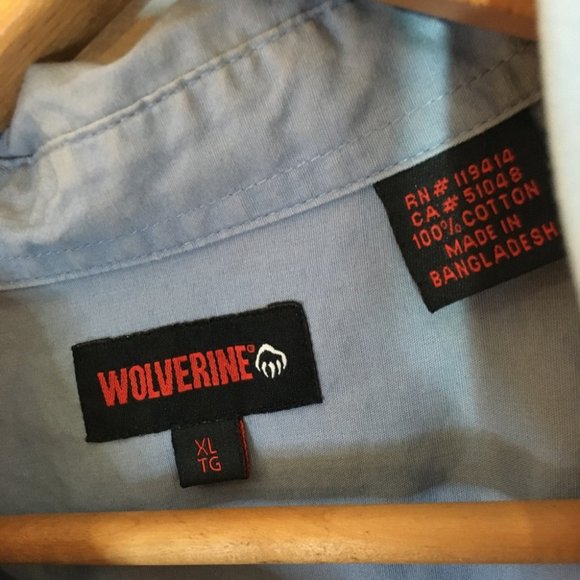 RN# 119414
CA# 51048
100% COTTON
MADE IN
BANGLADESH
WOLVERINE®
XL
TG